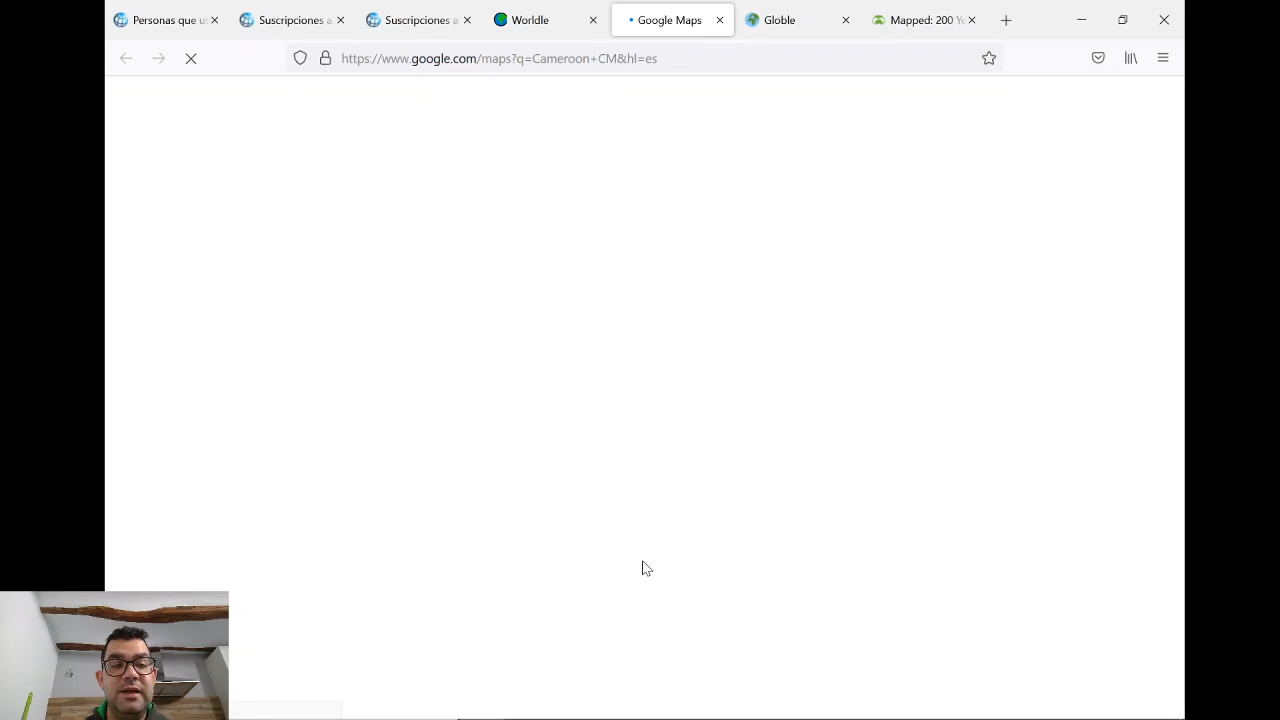 Personas que u
Suscripciones a
Suscripciones a
Worldle
Google Maps
Globle
Mapped: 200 Ye
https://www.google.com/maps?q=Cameroon+CM&hl=es